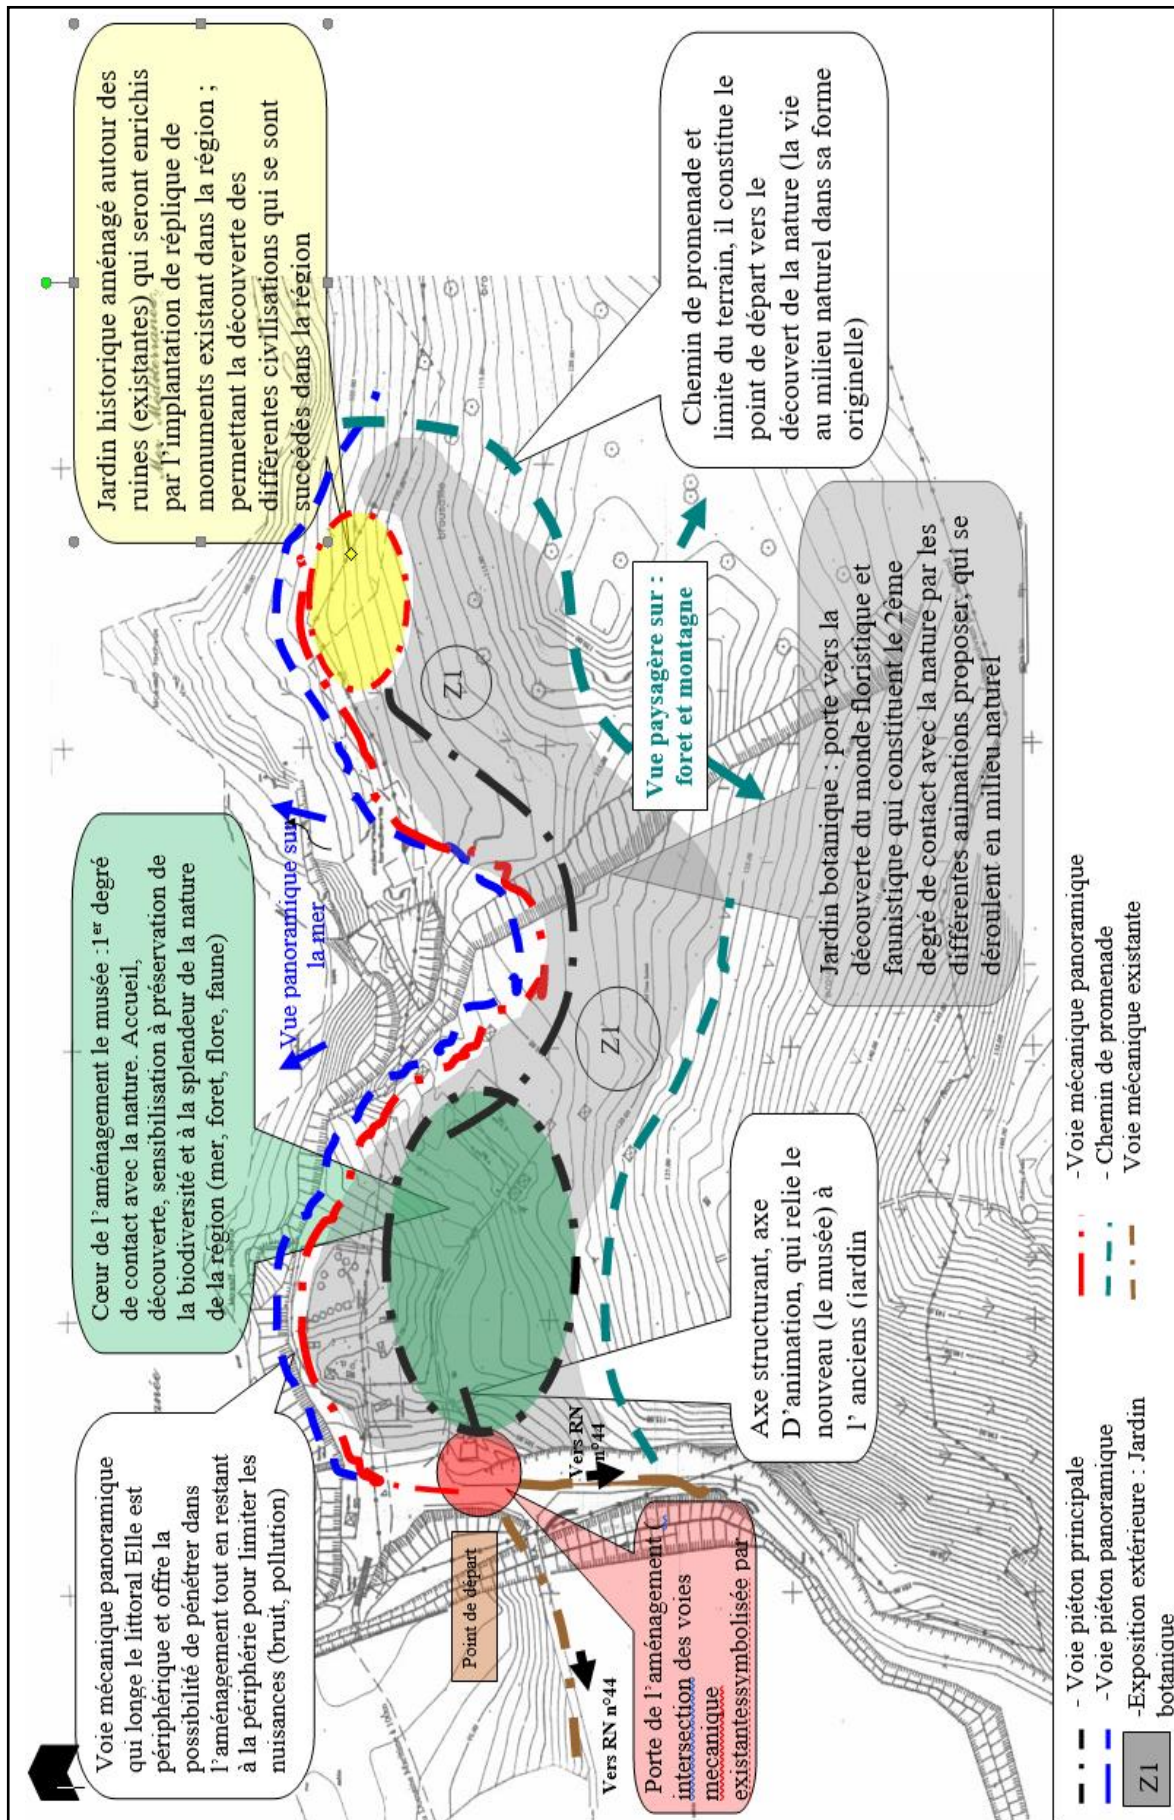 Voie mécanique panoramique
qui longe le littoral Elle est
périphérique et offre la
possibilité de pénétrer dans
l'aménagement tout en restant
à la périphérie pour limiter les
nuisances (bruit, pollution)
Cœur de l'aménagement le musée :1er degré
de contact avec la nature. Accueil,
découverte, sensibilisation à préservation de
la biodiversité et à la splendeur de la nature
de la région (mer, foret, flore, faune)
Jardin historique aménagé autour des
ruines (existantes) qui seront enrichis
par l'implantation de réplique de
monuments existant dans la région ;
permettant la découverte des
différentes civilisations qui se sont
succédés dans la région
Vue panoramique sur
la mer
Z1
Z1
Point de départ
Vers RN
n°44
Vers RN n°44
Vue paysagère sur :
foret et montagne
Porte de l'aménagement (
intersection des voies
mecanique
existantessymbolisée par
Axe structurant, axe
D'animation, qui relie le
nouveau (le musée) à
l' anciens (jardin
Jardin botanique : porte vers la
découverte du monde floristique et
faunistique qui constituent le 2ème
degré de contact avec la nature par les
différentes animations proposer, qui se
déroulent en milieu naturel
Chemin de promenade et
limite du terrain, il constitue le
point de départ vers le
découvert de la nature (la vie
au milieu naturel dans sa forme
originelle)
- Voie piéton principale
-Voie piéton panoramique
Z1 -Exposition extérieure : Jardin
botanique
-Voie mécanique panoramique
- Chemin de promenade
Voie mécanique existante